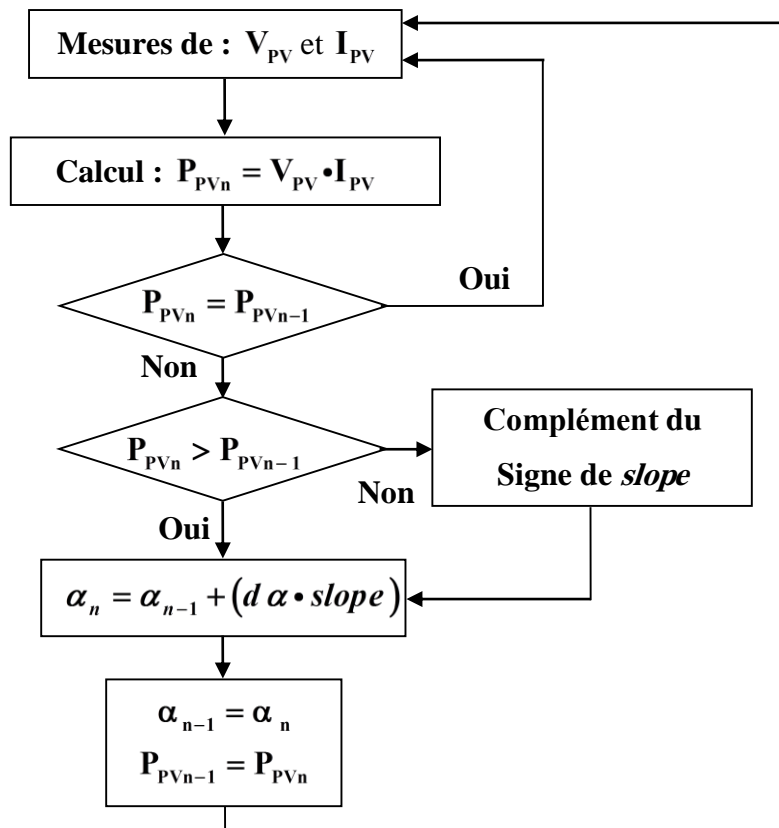 Mesures de : V_PV et I_PV
Calcul : P_PVn = V_PV •I_PV
Oui
P_PVn = P_PVn−1
Non
P_PVn > P_PVn−1
Complément du
Signe de slope
Non
Oui
α_n = α_n−1 + (d α • slope)
α_n−1 = α_n
P_PVn−1 = P_PVn